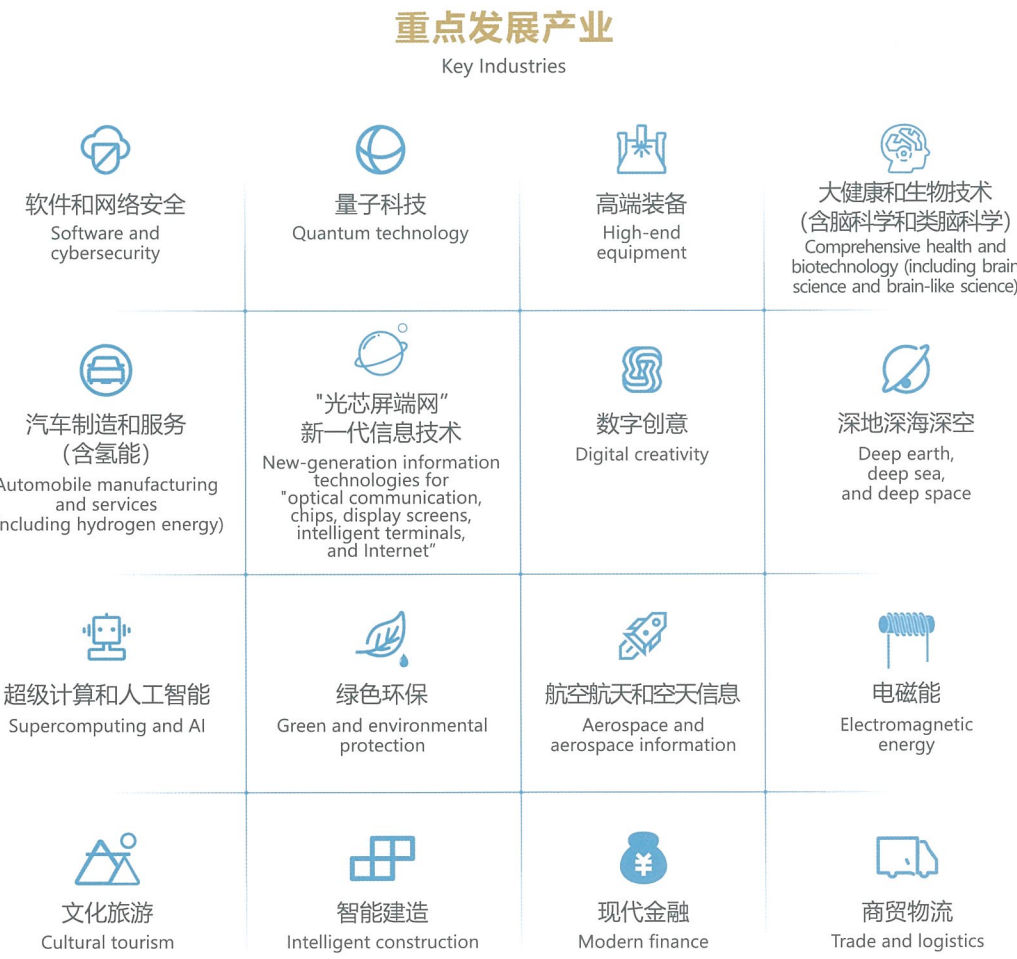 重点发展产业
Key Industries
软件和网络安全
Software and
cybersecurity
量子科技
Quantum technology
高端装备
High-end
equipment
大健康和生物技术
(含脑科学和类脑科学)
Comprehensive health and
biotechnology (including brain
science and brain-like science)
汽车制造和服务
(含氢能)
Automobile manufacturing
and services
including hydrogen energy)
"光芯屏端网”
新一代信息技术
New-generation information
technologies for
"optical communication,
chips, display screens,
intelligent terminals,
and Internet”
数字创意
Digital creativity
深地深海深空
Deep earth,
deep sea,
and deep space
超级计算和人工智能
Supercomputing and AI
绿色环保
Green and environmental
protection
航空航天和空天信息
Aerospace and
aerospace information
电磁能
Electromagnetic
energy
文化旅游
Cultural tourism
智能建造
Intelligent construction
¥
现代金融
Modern finance
商贸物流
Trade and logistics